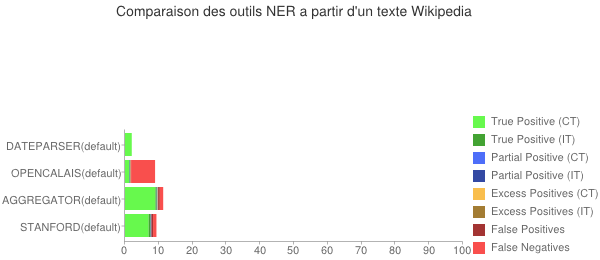 Comparaison des outils NER a partir d'un texte Wikipedia
DATEPARSER(default)
OPENCALAIS(default)
AGGREGATOR(default)
STANFORD(default)
0 10 20 30 40 50 60 70 80 90 100
True Positive (CT)
True Positive (IT)
Partial Positive (CT)
Partial Positive (IT)
Excess Positives (CT)
Excess Positives (IT)
False Positives
False Negatives